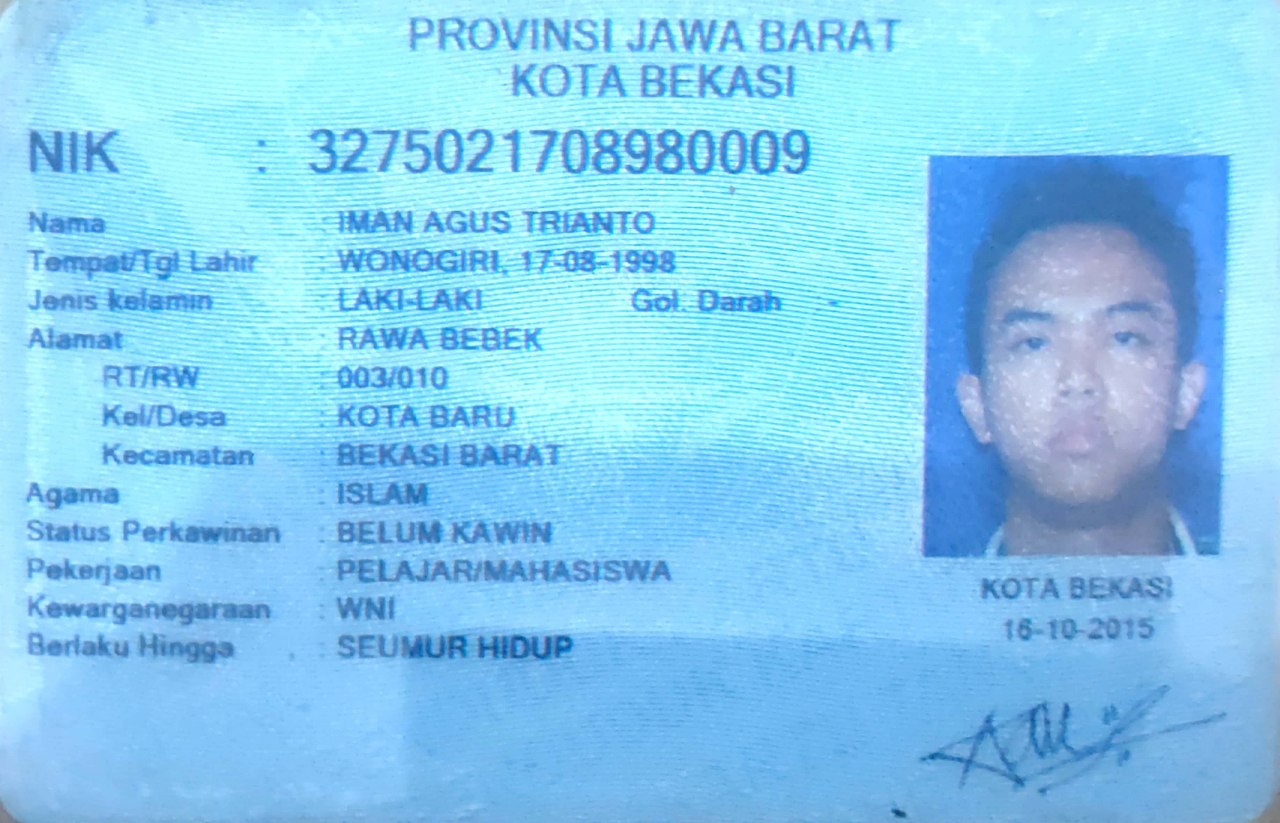 PROVINSI JAWA BARAT
KOTA BEKASI
NIK : 3275021708980009
Nama : IMAN AGUS TRIANTO
Tempat/Tgl Lahir : WONOGIRI, 17-08-1998
Jenis kelamin : LAKI-LAKI Gol. Darah -
Alamat : RAWA BEBEK
RT/RW : 003/010
Kel/Desa : KOTA BARU
Kecamatan : BEKASI BARAT
Agama : ISLAM
Status Perkawinan : BELUM KAWIN
Pekerjaan : PELAJAR/MAHASISWA
Kewarganegaraan : WNI
Berlaku Hingga : SEUMUR HIDUP
KOTA BEKASI
16-10-2015